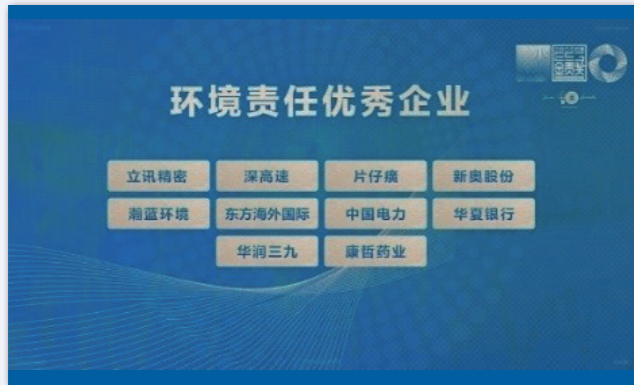 环境责任优秀企业
立讯精密 深高速 片仔癀 新奥股份
瀚蓝环境 东方海外国际 中国电力 华夏银行
华润三九 康哲药业